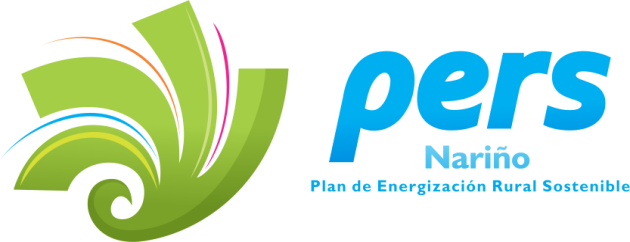 pers
Nariño
Plan de Energización Rural Sostenible